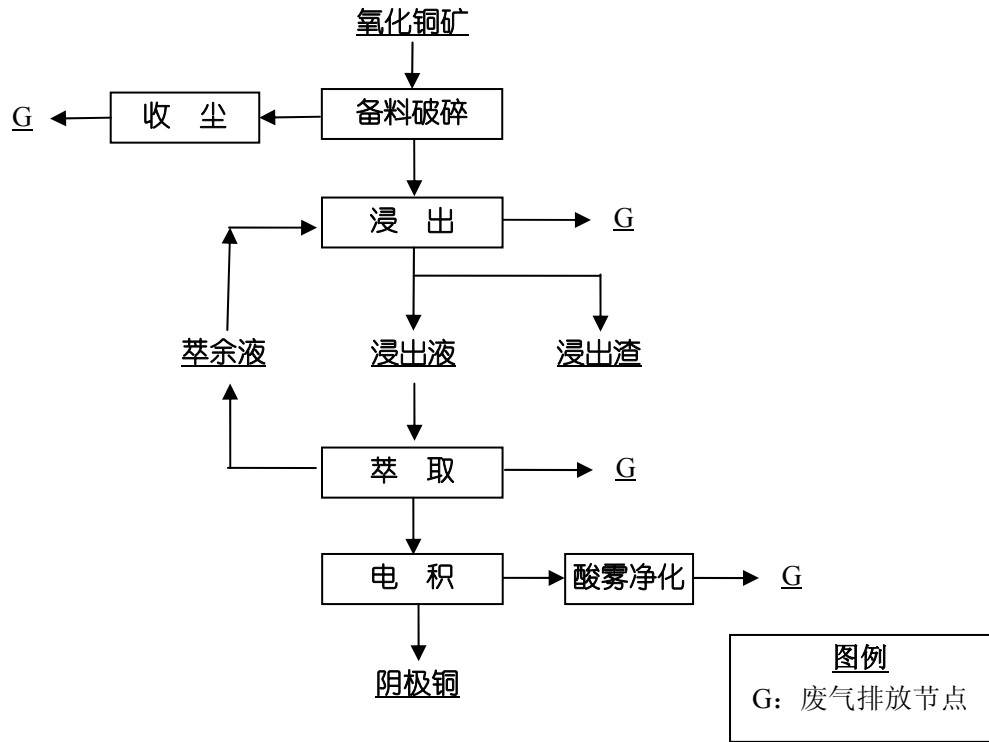 氧化铜矿
G
收 尘
备料破碎
浸 出
G
萃余液
浸出液
浸出渣
萃 取
G
电 积
酸雾净化
G
阴极铜
图例
G：废气排放节点